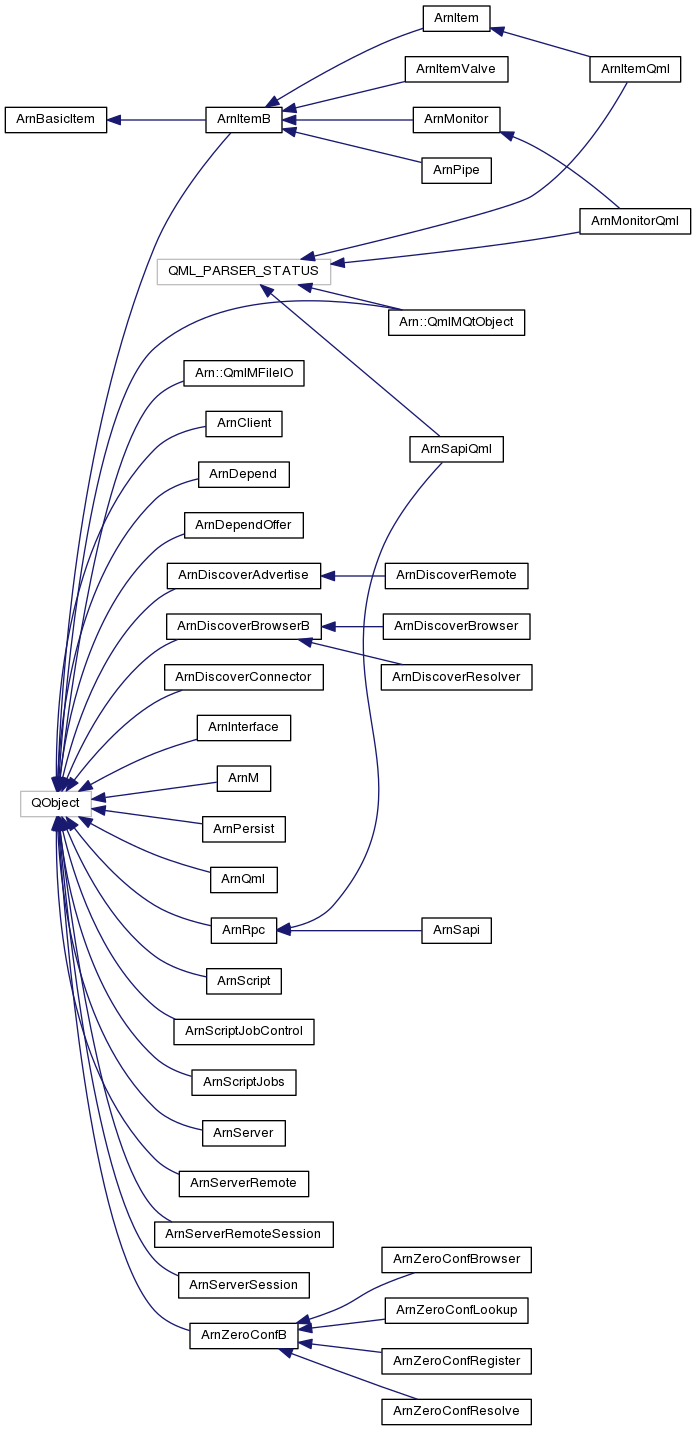 ArnItem
ArnItemValve
ArnItemQml
ArnBasicItem
ArnItemB
ArnMonitor
ArnPipe
ArnMonitorQml
QML_PARSER_STATUS
Arn::QmlMQtObject
Arn::QmlMFileIO
ArnClient
ArnSapiQml
ArnDepend
ArnDependOffer
ArnDiscoverAdvertise
ArnDiscoverRemote
ArnDiscoverBrowserB
ArnDiscoverBrowser
ArnDiscoverConnector
ArnDiscoverResolver
ArnInterface
ArnM
QObject
ArnPersist
ArnQml
ArnRpc
ArnSapi
ArnScript
ArnScriptJobControl
ArnScriptJobs
ArnServer
ArnServerRemote
ArnServerRemoteSession
ArnServerSession
ArnZeroConfBrowser
ArnZeroConfLookup
ArnZeroConfB
ArnZeroConfRegister
ArnZeroConfResolve